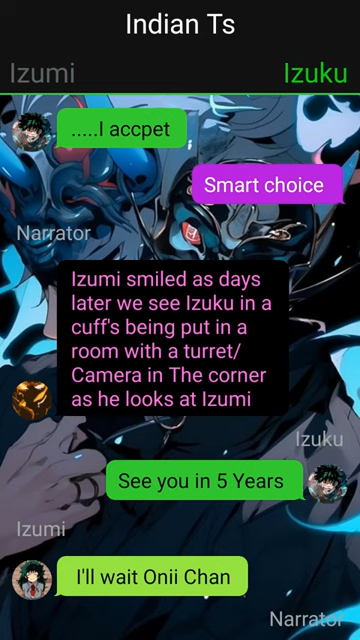 Indian Ts
Izumi
Izuku
.....I accpet
Smart choice
Narrator
Izumi smiled as days
later we see Izuku in a
cuff's being put in a
room with a turret/
Camera in The corner
as he looks at Izumi
Izuku
See you in 5 Years
Izumi
I'll wait Onii Chan
Narrator